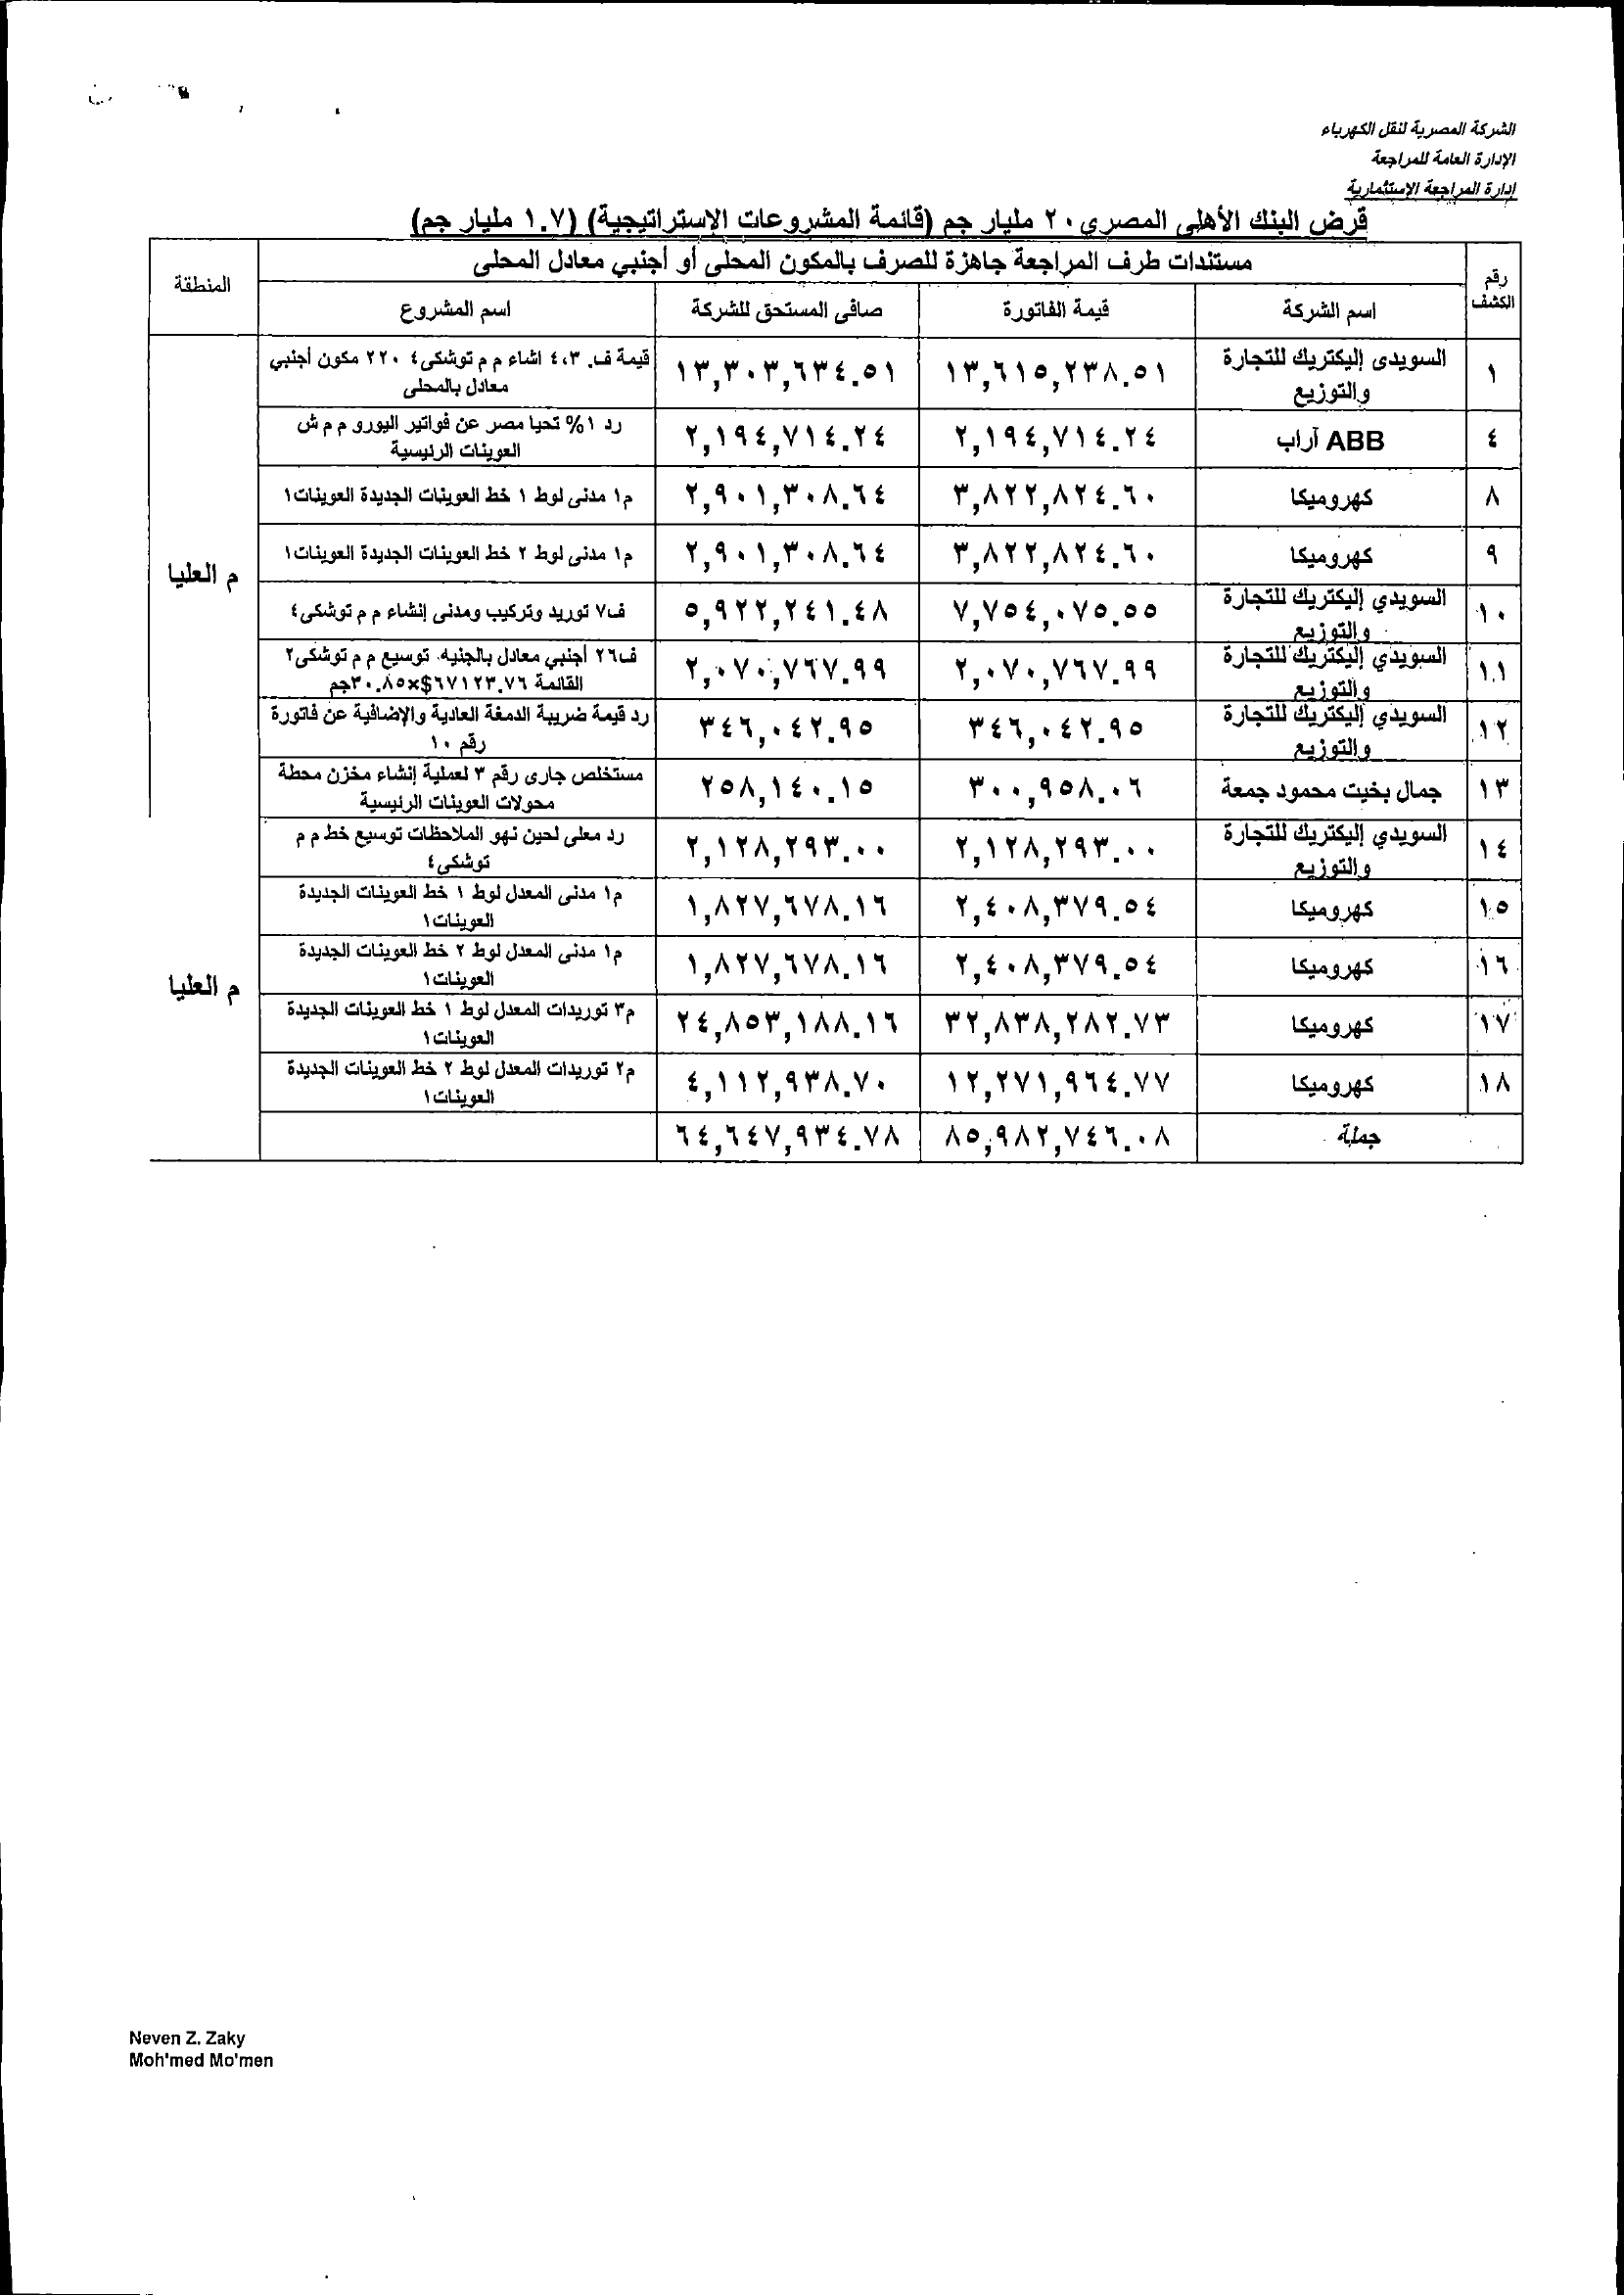 الشركة المصرية لنقل الكهرباء
الإدارة العامة للمراجعة
إدارة المراجعة الإستثمارية
قرض البنك الأهلى المصري ٢٠ مليار جم (قائمة المشروعات الإستراتيجية) (١.٧ مليار جم)
رقم الكشف
مستندات طرف المراجعة جاهزة للصرف بالمكون المحلى أو أجنبي معادل المحلى
المنطقة
اسم الشركة
قيمة الفاتورة
صافى المستحق للشركة
اسم المشروع
١
السويدى إليكتريك للتجارة
والتوزيع
١٣,٦١٥,٢٣٨.٥١
١٣,٣٠٣,٦٣٤.٥١
قيمة ف. ٤،٣ اشاء م م توشكى٤ ٢٢٠ مكون أجنبي
معادل بالمحلى
٤
ABB آراب
٢,١٩٤,٧١٤.٢٤
٢,١٩٤,٧١٤.٢٤
رد ١% تحيا مصر عن فواتير اليورو م م ش
العوينات الرئيسية
٨
كهروميكا
٣,٨٢٢,٨٢٤.٦٠
٢,٩٠١,٣٠٨.٦٤
م١ مدنى لوط ١ خط العوينات الجديدة العوينات١
٩
كهروميكا
٣,٨٢٢,٨٢٤.٦٠
٢,٩٠١,٣٠٨.٦٤
م١ مدنى لوط ٢ خط العوينات الجديدة العوينات١
م العليا
١٠
السويدي إليكتريك للتجارة
والتوزيع
٧,٧٥٤,٠٧٥.٥٥
٥,٩٢٢,٢٤١.٤٨
ف٧ توريد وتركيب ومدنى إنشاء م م توشكى٤
١١
السويدي إليكتريك للتجارة
والتوزيع
٢,٠٧٠,٧٦٧.٩٩
٢,٠٧٠,٧٦٧.٩٩
ف٢٦ أجنبي معادل بالجنيه. توسيع م م توشكى٢
القائمة ٦٧١٢٣.٧٦$×٣٠.٨٥جم
١٢
السويدي إليكتريك للتجارة
والتوزيع
٣٤٦,٠٤٢.٩٥
٣٤٦,٠٤٢.٩٥
رد قيمة ضريبة الدمغة العادية والإضافية عن فاتورة
رقم ١٠
١٣
جمال بخيت محمود جمعة
٣٠٠,٩٥٨.٠٦
٢٥٨,١٤٠.١٥
مستخلص جارى رقم ٣ لعملية إنشاء مخزن محطة
محولات العوينات الرئيسية
١٤
السويدي إليكتريك للتجارة
والتوزيع
٢,١٢٨,٢٩٣.٠٠
٢,١٢٨,٢٩٣.٠٠
رد معلى لحين نهو الملاحظات توسيع خط م م
توشكى٤
١٥
كهروميكا
٢,٤٠٨,٣٧٩.٥٤
١,٨٢٧,٦٧٨.١٦
م١ مدنى المعدل لوط ١ خط العوينات الجديدة
العوينات١
١٦
كهروميكا
٢,٤٠٨,٣٧٩.٥٤
١,٨٢٧,٦٧٨.١٦
م١ مدنى المعدل لوط ٢ خط العوينات الجديدة
العوينات١
م العليا
١٧
كهروميكا
٣٢,٨٣٨,٢٨٢.٧٣
٢٤,٨٥٣,١٨٨.١٦
م٣ توريدات المعدل لوط ١ خط العوينات الجديدة
العوينات١
١٨
كهروميكا
١٢,٢٧١,٩٦٤.٧٧
٤,١١٢,٩٣٨.٧٠
م٢ توريدات المعدل لوط ٢ خط العوينات الجديدة
العوينات١
جملة
٨٥,٩٨٢,٧٤٦.٠٨
٦٤,٦٤٧,٩٣٤.٧٨
Neven Z. Zaky
Moh'med Mo'men